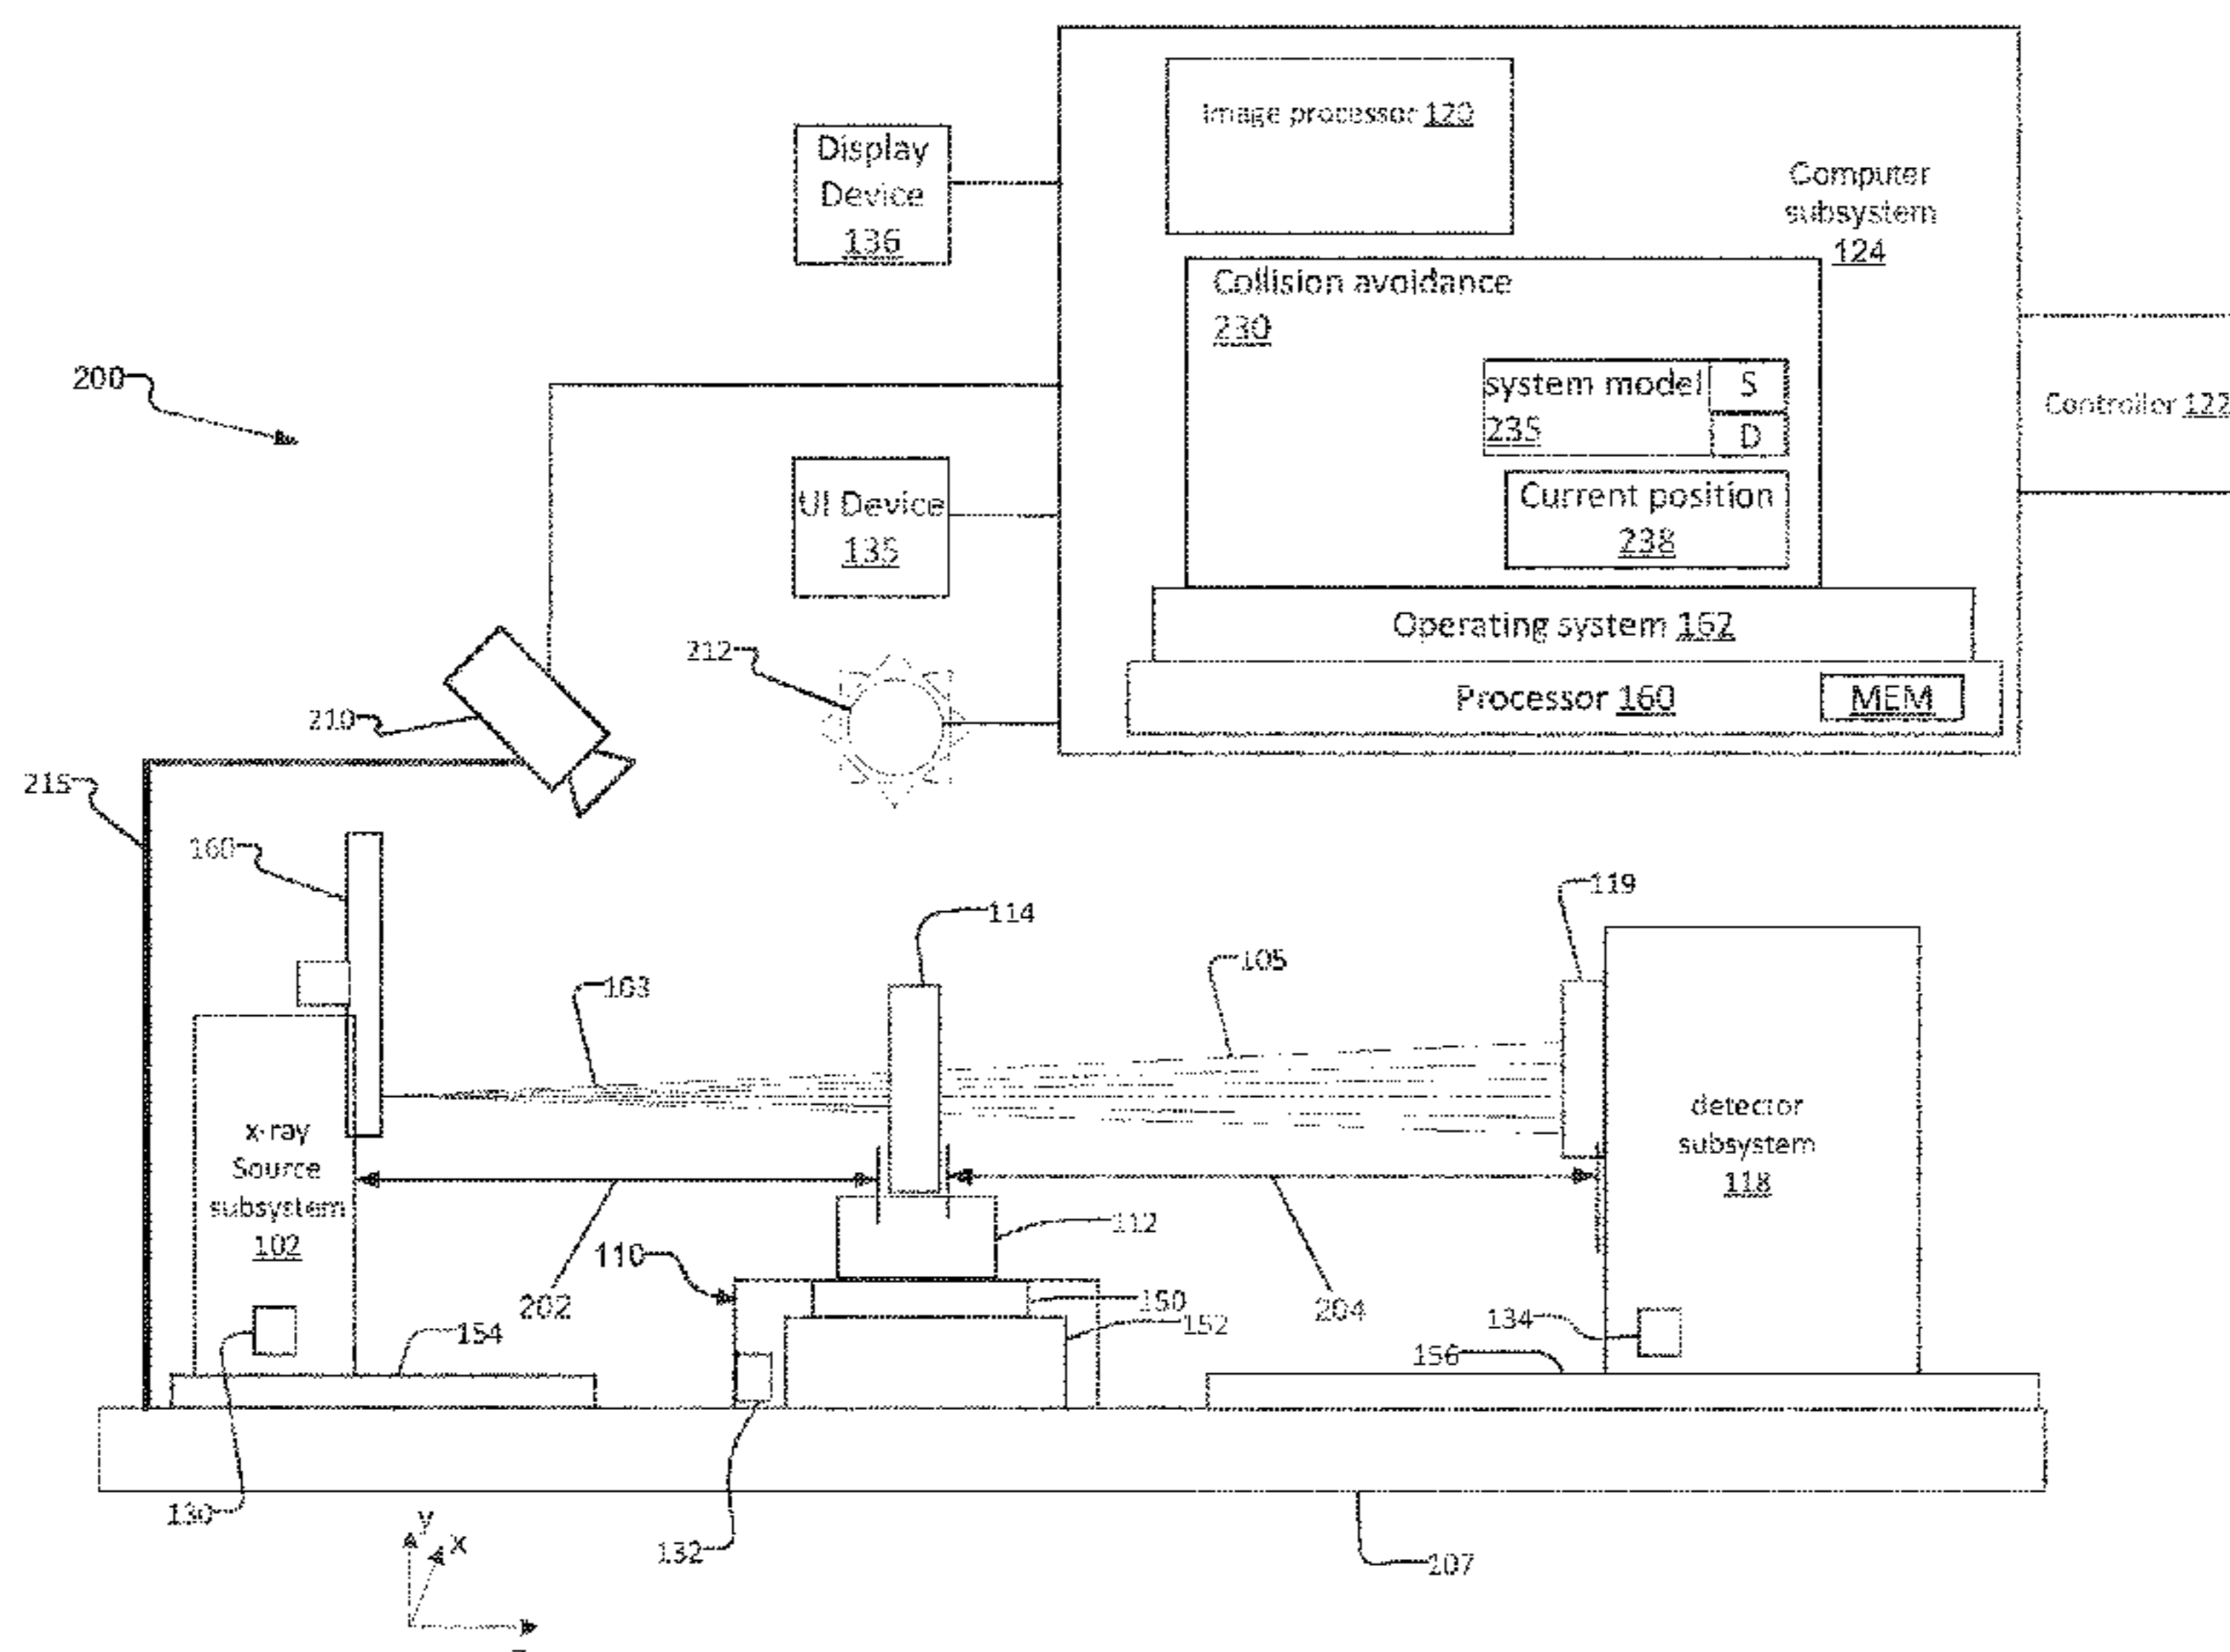 Image processor 120
Display
Device
136
Computer
subsystem
124
Collision avoidance
230
system model
235
S
D
Controller 122
200
Current position
238
UI Device
135
Operating system 162
212
Processor 160
MEM
210
215
160
119
114
105
103
x-ray
Source
subsystem
102
detector
subsystem
118
112
110
202
150
204
152
134
154
156
130
132
107
y
x